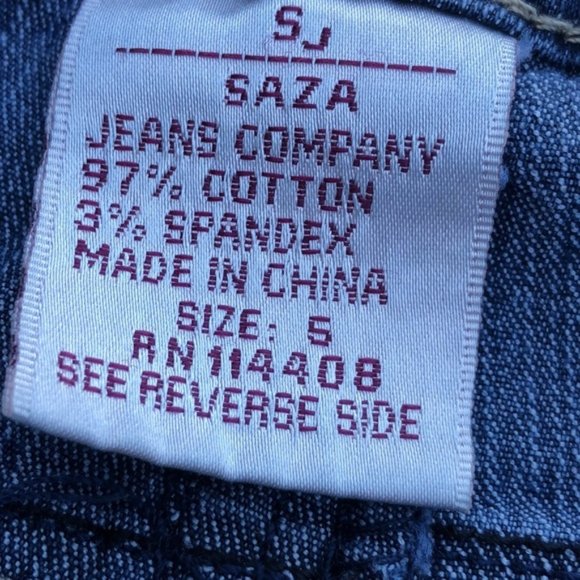 SJ
SAZA
JEANS COMPANY
97% COTTON
3% SPANDEX
MADE IN CHINA
SIZE: 5
RN 114408
SEE REVERSE SIDE